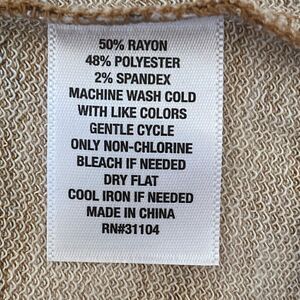 50% RAYON
48% POLYESTER
2% SPANDEX
MACHINE WASH COLD
WITH LIKE COLORS
GENTLE CYCLE
ONLY NON-CHLORINE
BLEACH IF NEEDED
DRY FLAT
COOL IRON IF NEEDED
MADE IN CHINA
RN#31104